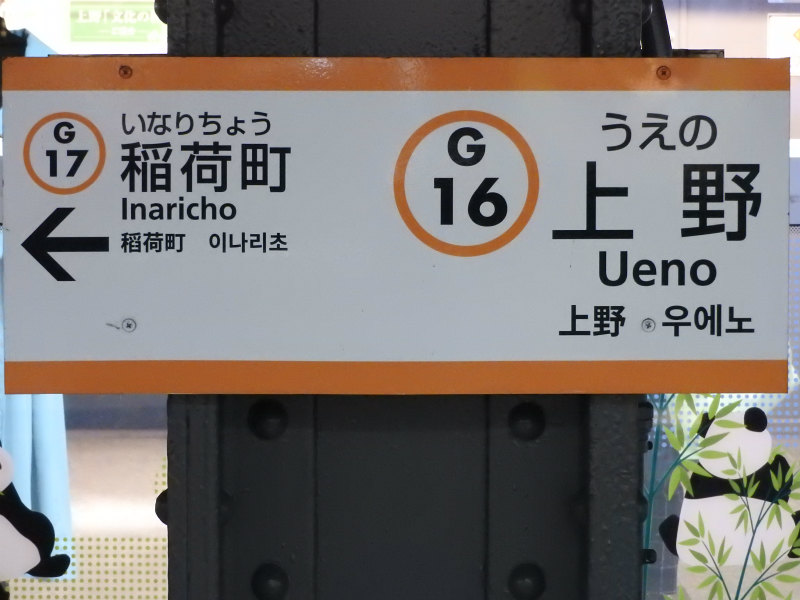 G
17
いなりちょう
稲荷町
Inaricho
稲荷町 이나리초
G
16
うえの
上野
Ueno
上野 우에노